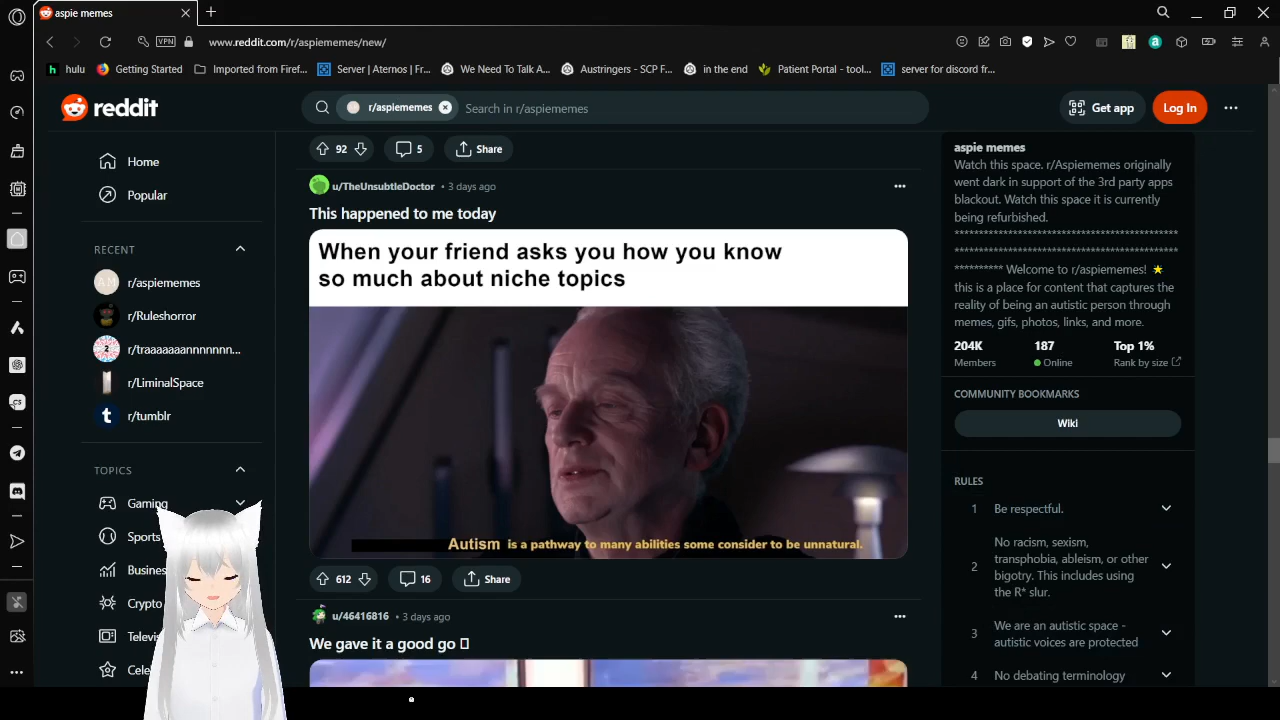 aspie memes
VPN
www.reddit.com/r/aspiememes/new/
hulu
Getting Started
Imported from Firef...
Server | Aternos | Fr...
We Need To Talk A...
Austringers - SCP F...
in the end
Patient Portal - tool...
server for discord fr...
reddit
r/aspiememes
Search in r/aspiememes
Get app
Log In
Home
Popular
RECENT
r/aspiememes
r/Ruleshorror
r/traaaaaaannnnnnn...
r/LiminalSpace
r/tumblr
TOPICS
Gaming
Sports
Busines
Crypto
Televi
Cele
92
5
Share
u/TheUnsubtleDoctor • 3 days ago
This happened to me today
When your friend asks you how you know
so much about niche topics
Autism is a pathway to many abilities some consider to be unnatural.
612
16
Share
u/46416816 • 3 days ago
We gave it a good go
aspie memes
Watch this space. r/Aspiememes originally
went dark in support of the 3rd party apps
blackout. Watch this space it is currently
being refurbished.
********************************************
********************************************
********** Welcome to r/aspiememes! ⭐
this is a place for content that captures the
reality of being an autistic person through
memes, gifs, photos, links, and more.
204K
Members
187
Online
Top 1%
Rank by size
COMMUNITY BOOKMARKS
Wiki
RULES
1 Be respectful.
2 No racism, sexism,
transphobia, ableism, or other
bigotry. This includes using
the R* slur.
3 We are an autistic space -
autistic voices are protected
4 No debating terminology